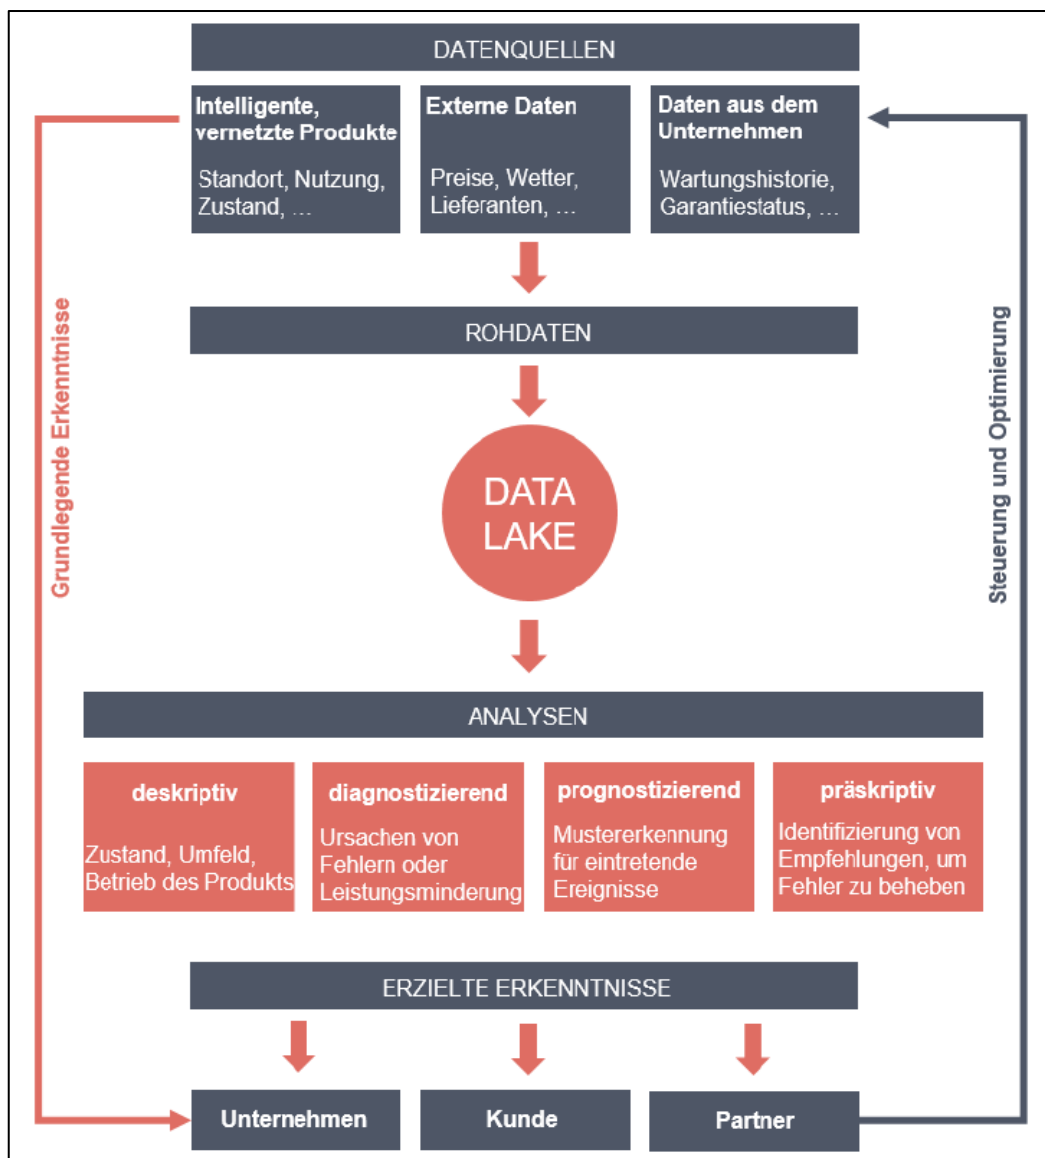 DATENQUELLEN
Intelligente,
vernetzte Produkte
Standort, Nutzung,
Zustand, …
Externe Daten
Preise, Wetter,
Lieferanten, …
Daten aus dem
Unternehmen
Wartungshistorie,
Garantiestatus, …
Grundlegende Erkenntnisse
Steuerung und Optimierung
ROHDATEN
DATA
LAKE
ANALYSEN
deskriptiv
Zustand, Umfeld,
Betrieb des Produkts
diagnostizierend
Ursachen von
Fehlern oder
Leistungsminderung
prognostizierend
Mustererkennung
für eintretende
Ereignisse
präskriptiv
Identifizierung von
Empfehlungen, um
Fehler zu beheben
ERZIELTE ERKENNTNISSE
Unternehmen
Kunde
Partner